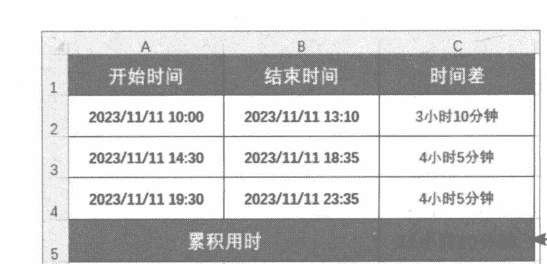 A B C
1 开始时间 结束时间 时间差
2 2023/11/11 10:00 2023/11/11 13:10 3小时10分钟
3 2023/11/11 14:30 2023/11/11 18:35 4小时5分钟
4 2023/11/11 19:30 2023/11/11 23:35 4小时5分钟
5 累积用时